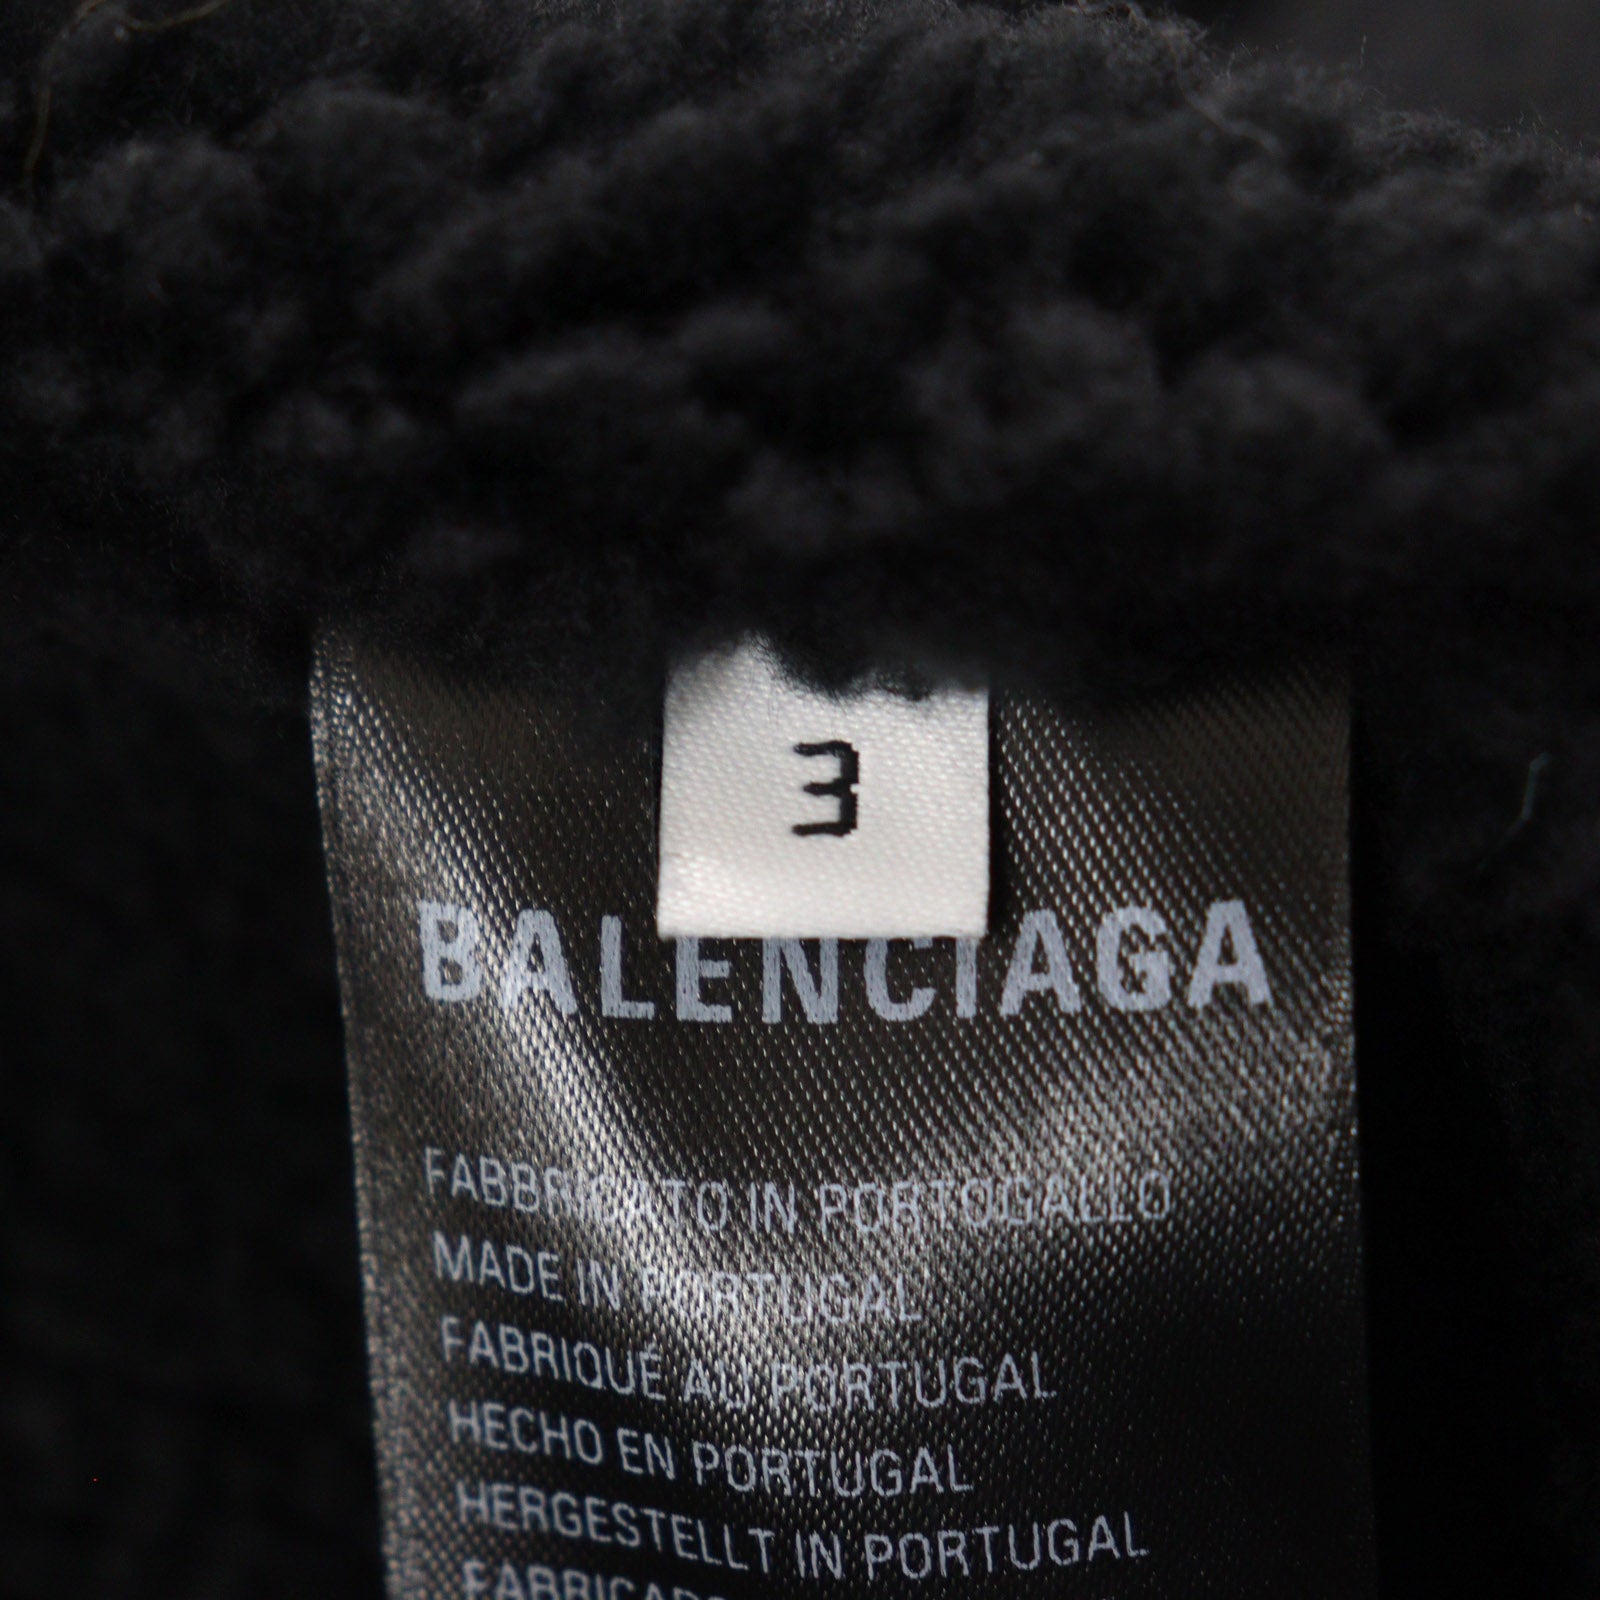 3
BALENCIAGA
FABBRICATO IN PORTOGALLO
MADE IN PORTUGAL
FABRIQUÉ AU PORTUGAL
HECHO EN PORTUGAL
HERGESTELLT IN PORTUGAL